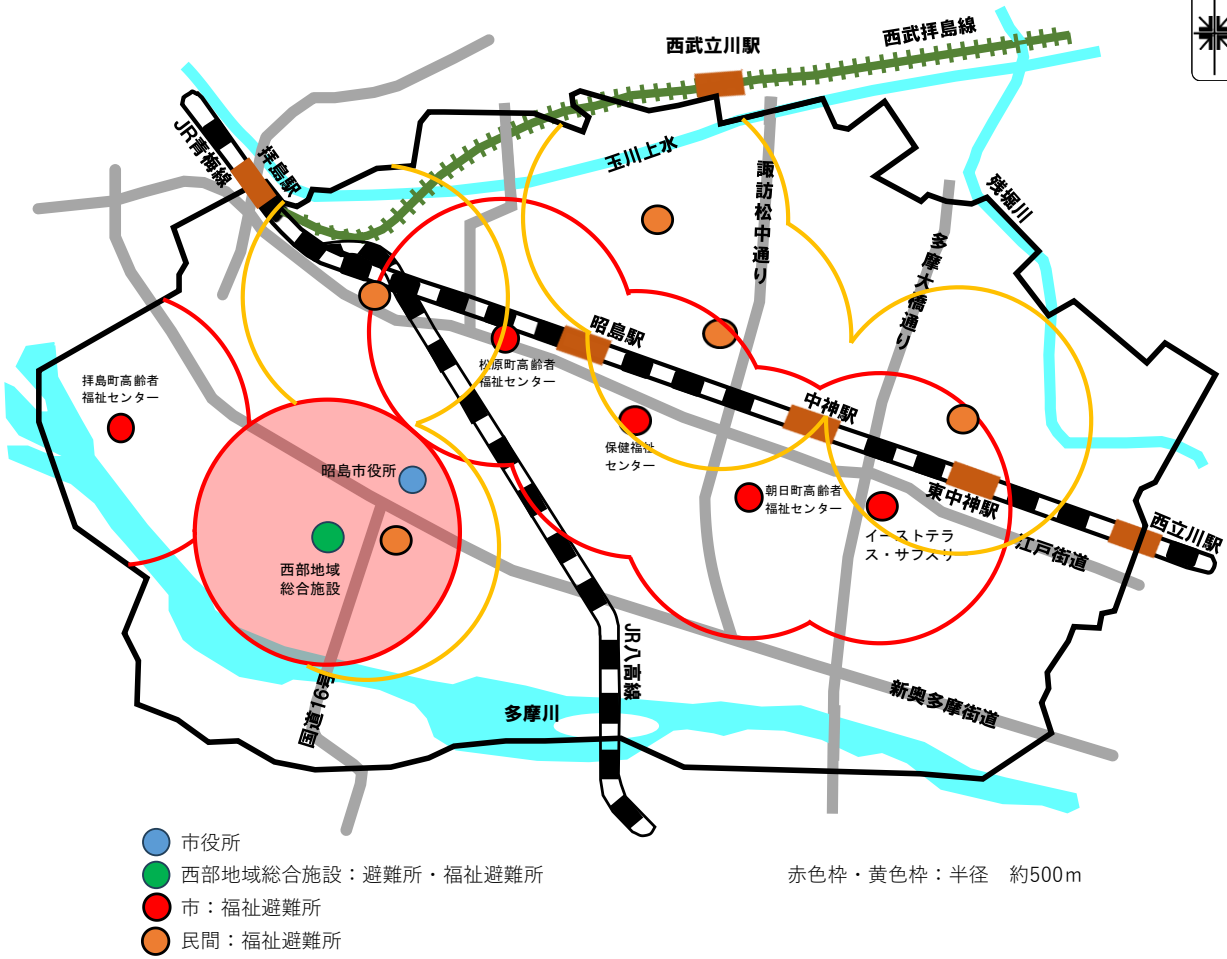 西武立川駅
西武拝島線
JR青梅線
拝島駅
玉川上水
諏訪松中通り
残堀川
多摩大橋通り
昭島駅
拝島町高齢者
福祉センター
松原町高齢者
福祉センター
中神駅
保健福祉
センター
昭島市役所
朝日町高齢者
福祉センター
東中神駅
西立川駅
イーストテラ
ス・サフスリ
江戸街道
西部地域
総合施設
JR八高線
国道16号
多摩川
新奥多摩街道
市役所
西部地域総合施設：避難所・福祉避難所
市：福祉避難所
民間：福祉避難所
赤色枠・黄色枠：半径　約500m